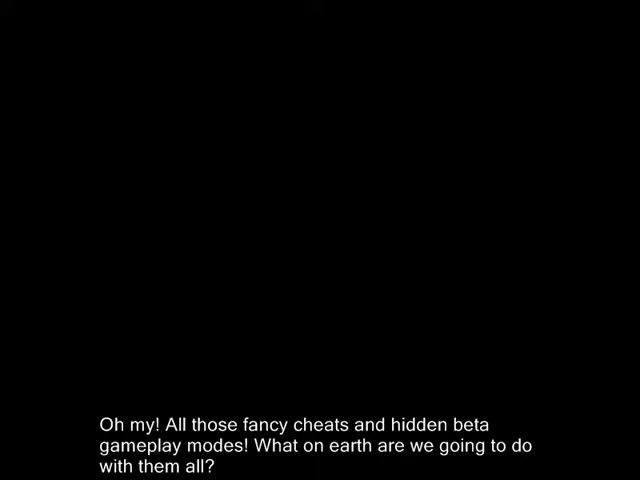 Oh my! All those fancy cheats and hidden beta
gameplay modes! What on earth are we going to do
with them all?